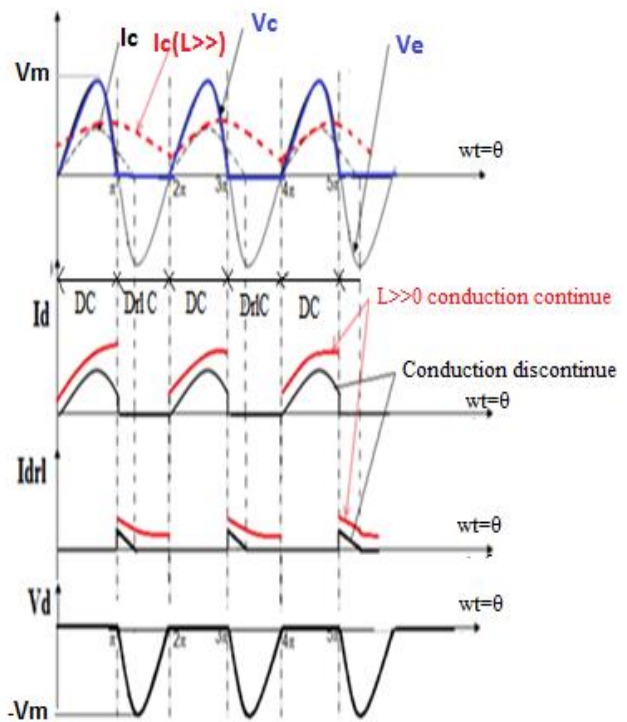 Ic
Ic(L>>)
Vc
Ve
Vm
wt=θ
π
2π
3π
4π
5π
DC
Drl C
DC
DrlC
DC
Id
L>>0 conduction continue
Conduction discontinue
wt=θ
Idrl
wt=θ
Vd
wt=θ
π
2π
3π
4π
5π
-Vm